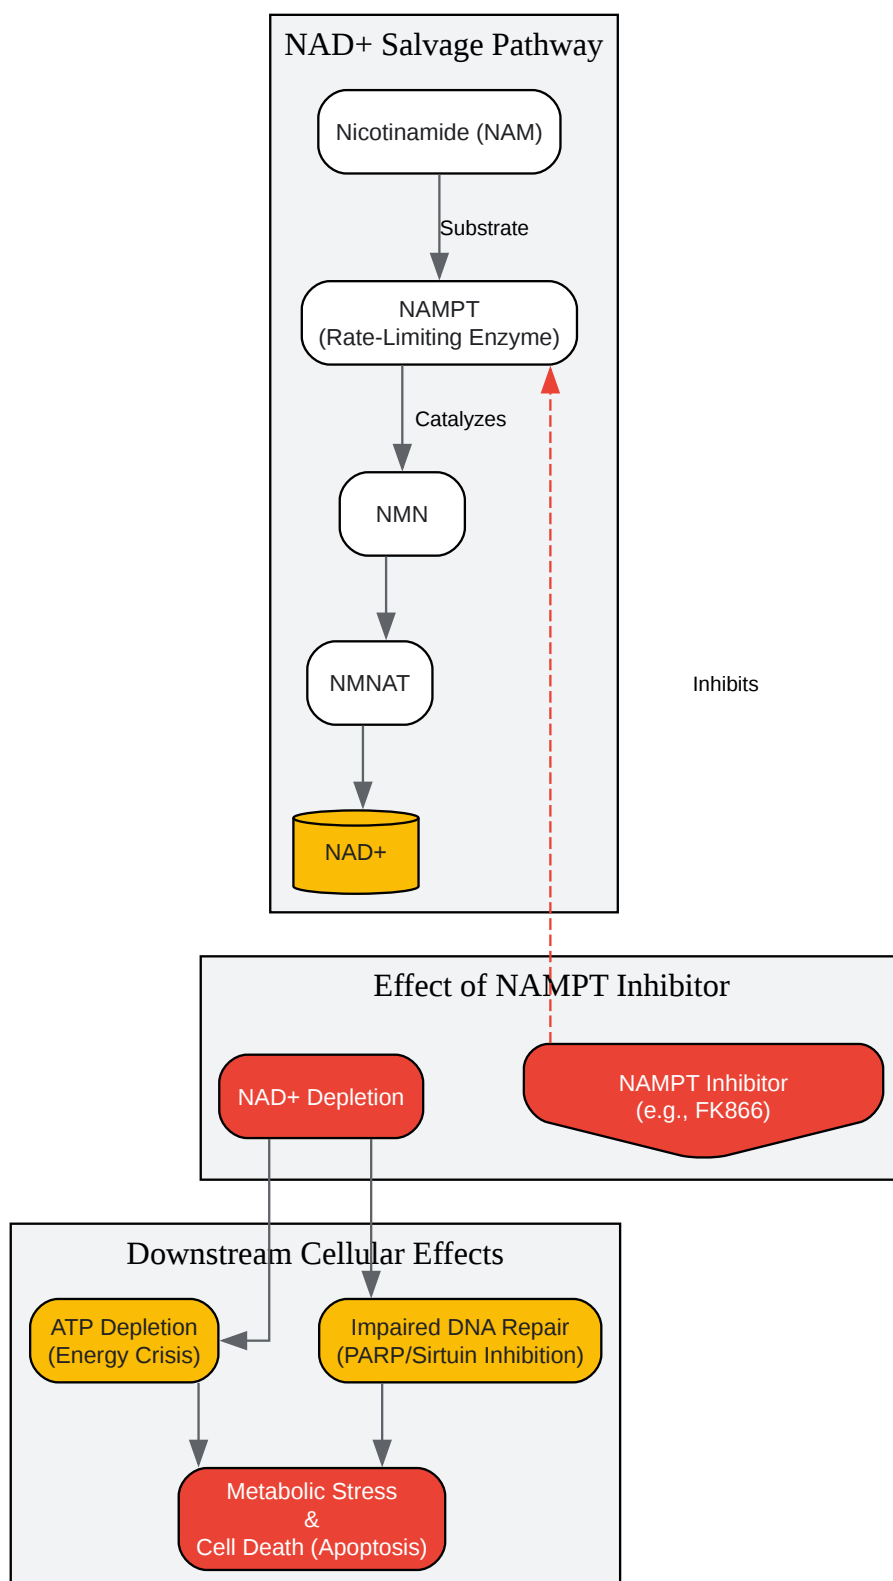 NAD+ Salvage Pathway
Nicotinamide (NAM)
Substrate
NAMPT
(Rate-Limiting Enzyme)
Catalyzes
NMN
NMNAT
Inhibits
NAD+
Effect of NAMPT Inhibitor
NAD+ Depletion
NAMPT Inhibitor
(e.g., FK866)
Downstream Cellular Effects
ATP Depletion
(Energy Crisis)
Impaired DNA Repair
(PARP/Sirtuin Inhibition)
Metabolic Stress
&
Cell Death (Apoptosis)